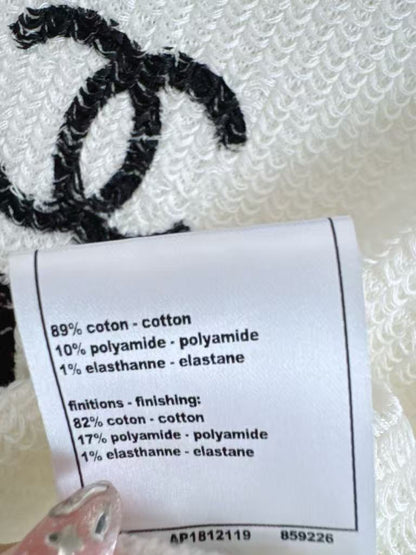 89% coton - cotton
10% polyamide - polyamide
1% elasthanne - elastane
finitions - finishing:
82% coton - cotton
17% polyamide - polyamide
1% elasthanne - elastane
AP1812119 859226